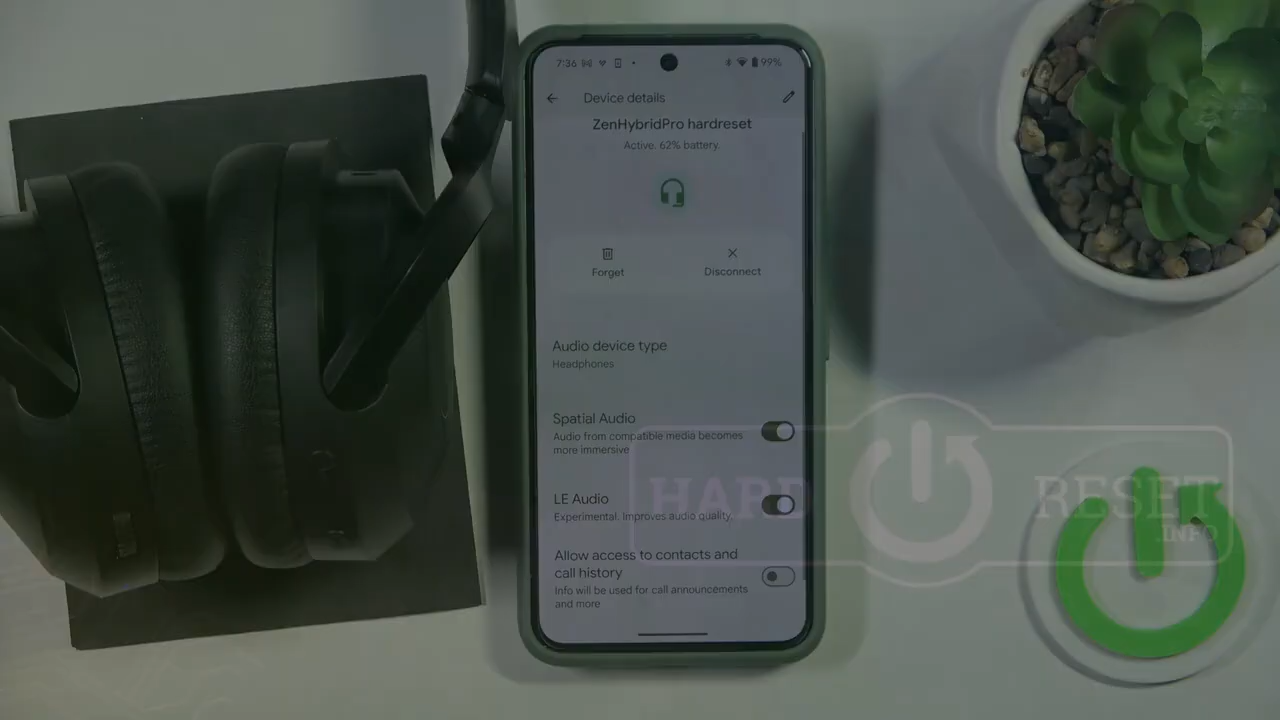 7:36
99%
Device details
ZenHybridPro hardreset
Active. 62% battery.
Forget
Disconnect
Audio device type
Headphones
Spatial Audio
Audio from compatible media becomes
more immersive
LE Audio
Experimental. Improves audio quality.
Allow access to contacts and
call history
Info will be used for call announcements
and more
HARD RESET
.INFO